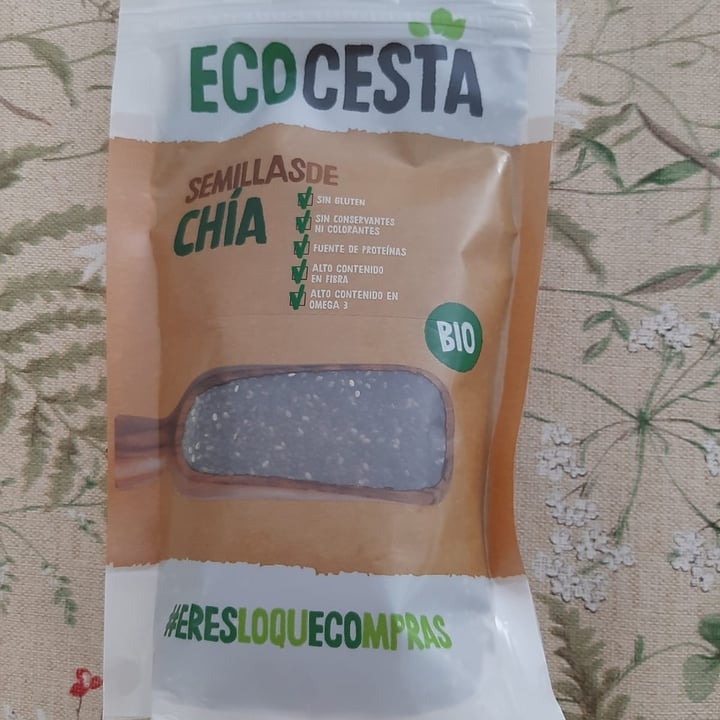 ECOCESTA
SEMILLAS DE
CHÍA
SIN GLUTEN
SIN CONSERVANTES
NI COLORANTES
FUENTE DE PROTEÍNAS
ALTO CONTENIDO
EN FIBRA
ALTO CONTENIDO EN
OMEGA 3
BIO
#ERESLOQUECOMPRAS